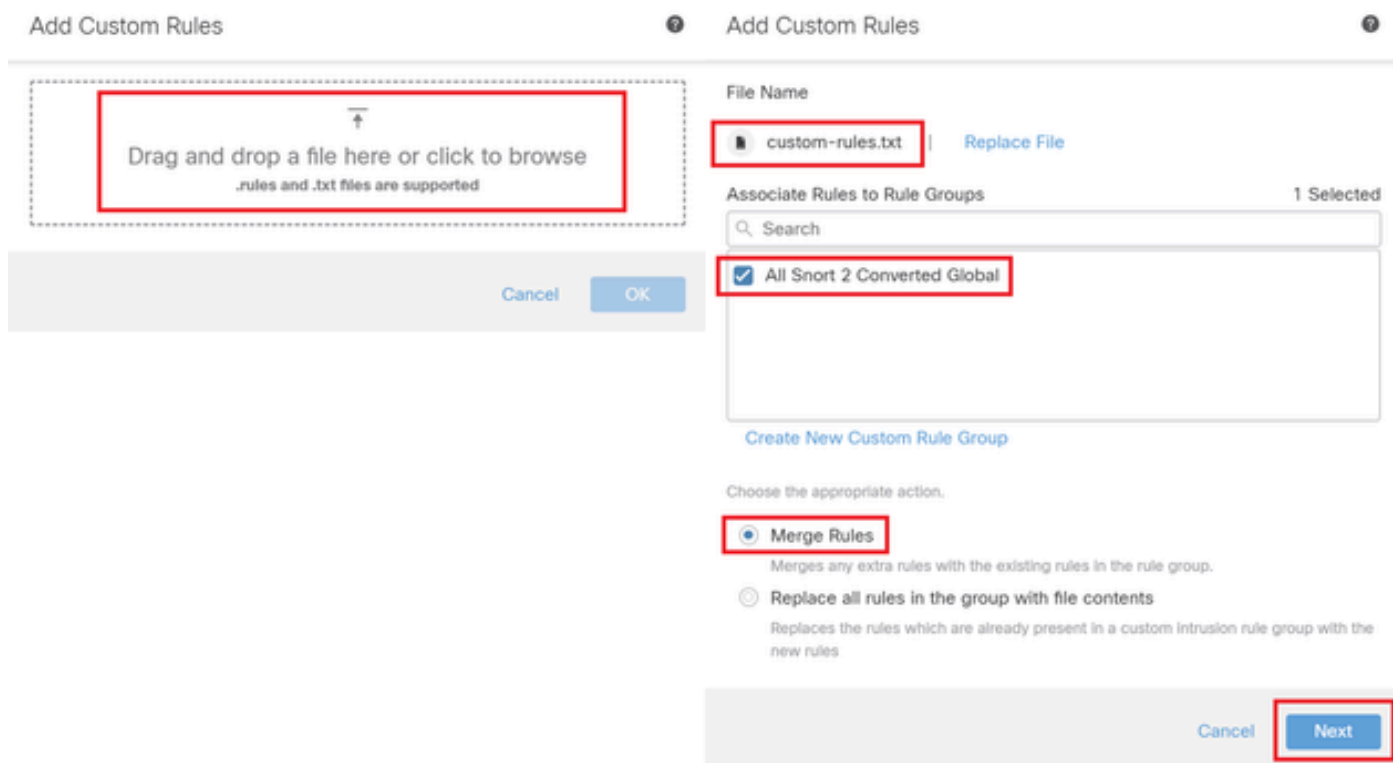 Add Custom Rules
Drag and drop a file here or click to browse
.rules and .txt files are supported
Cancel
OK
Add Custom Rules
File Name
custom-rules.txt | Replace File
Associate Rules to Rule Groups 1 Selected
Search
All Snort 2 Converted Global
Create New Custom Rule Group
Choose the appropriate action.
Merge Rules
Merges any extra rules with the existing rules in the rule group.
Replace all rules in the group with file contents
Replaces the rules which are already present in a custom intrusion rule group with the
new rules
Cancel
Next